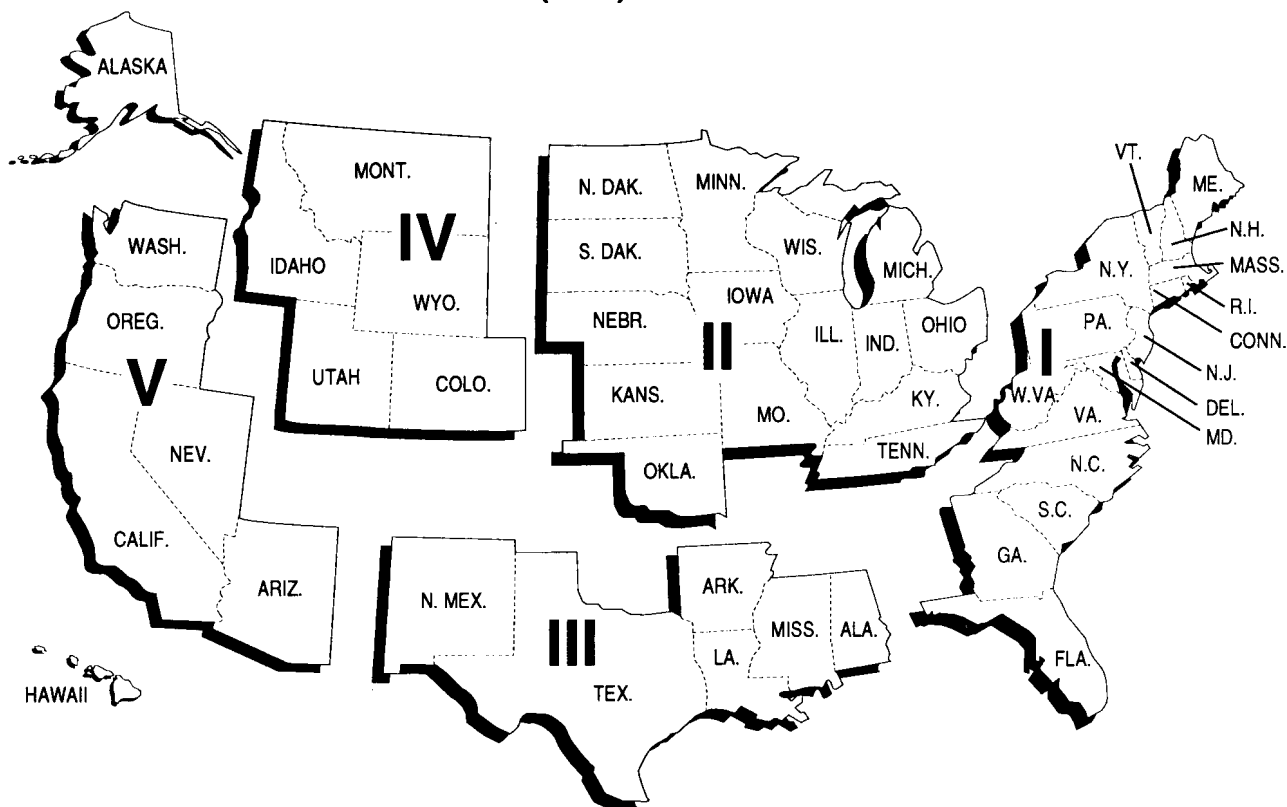 ALASKA
MONT.
IV
IDAHO
WYO.
UTAH
COLO.
WASH.
OREG.
V
NEV.
CALIF.
ARIZ.
HAWAII
N. DAK.
MINN.
S. DAK.
WIS.
MICH.
NEBR.
IOWA
II
ILL.
IND.
OHIO
KANS.
MO.
KY.
OKLA.
TENN.
VT.
ME.
N.H.
MASS.
N.Y.
R.I.
CONN.
PA.
I
N.J.
DEL.
MD.
W.VA.
VA.
N.C.
S.C.
GA.
FLA.
N. MEX.
III
TEX.
ARK.
LA.
MISS.
ALA.